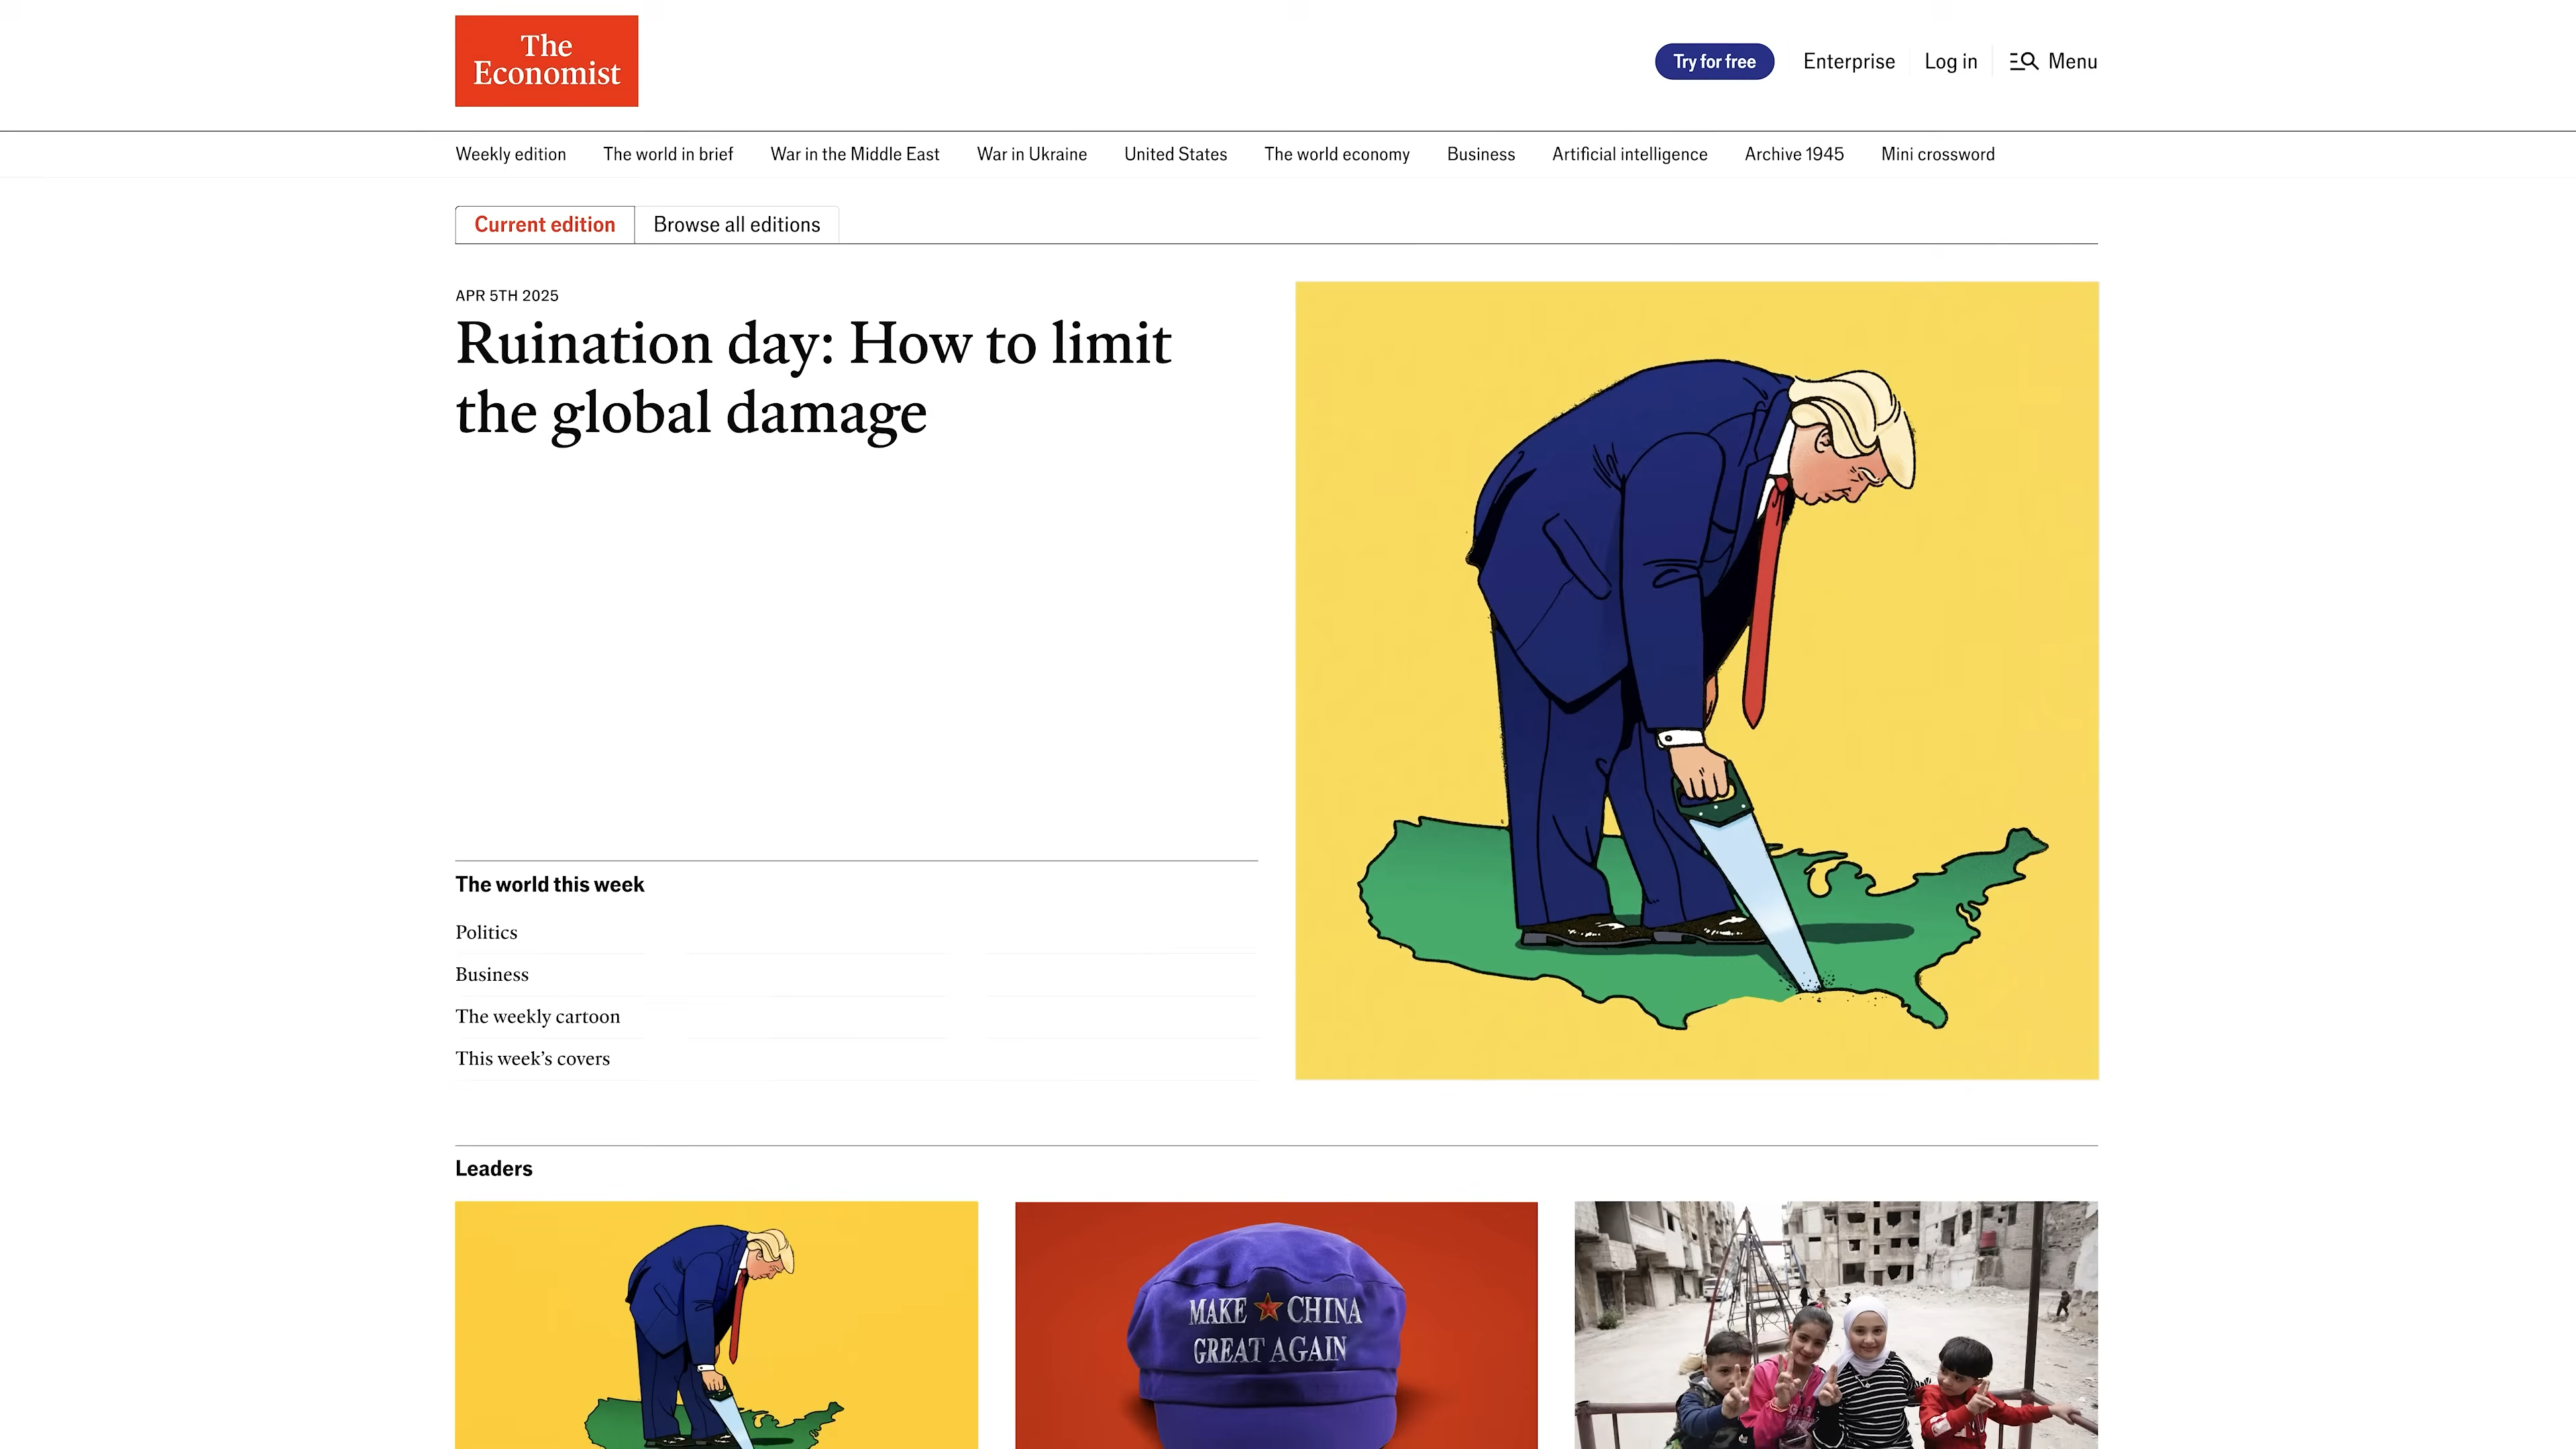 The
Economist
Try for free
Enterprise
Log in
Menu
Weekly edition
The world in brief
War in the Middle East
War in Ukraine
United States
The world economy
Business
Artificial intelligence
Archive 1945
Mini crossword
Current edition
Browse all editions
APR 5TH 2025
Ruination day: How to limit
the global damage
The world this week
Politics
Business
The weekly cartoon
This week’s covers
Leaders
MAKE CHINA
GREAT AGAIN